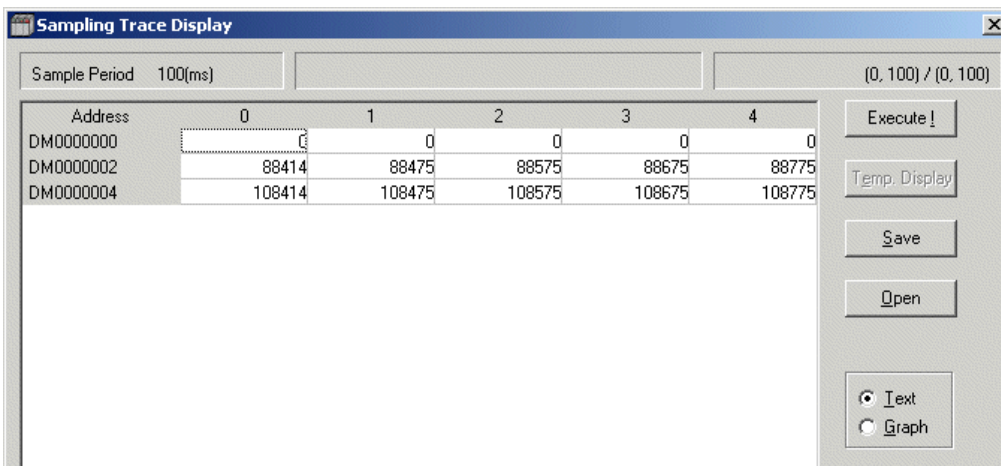 Sampling Trace Display
Sample Period 100(ms)
(0, 100) / (0, 100)
Address 0 1 2 3 4
DM0000000 0 0 0 0 0
DM0000002 88414 88475 88575 88675 88775
DM0000004 108414 108475 108575 108675 108775
Execute !
Temp. Display
Save
Open
Text
Graph